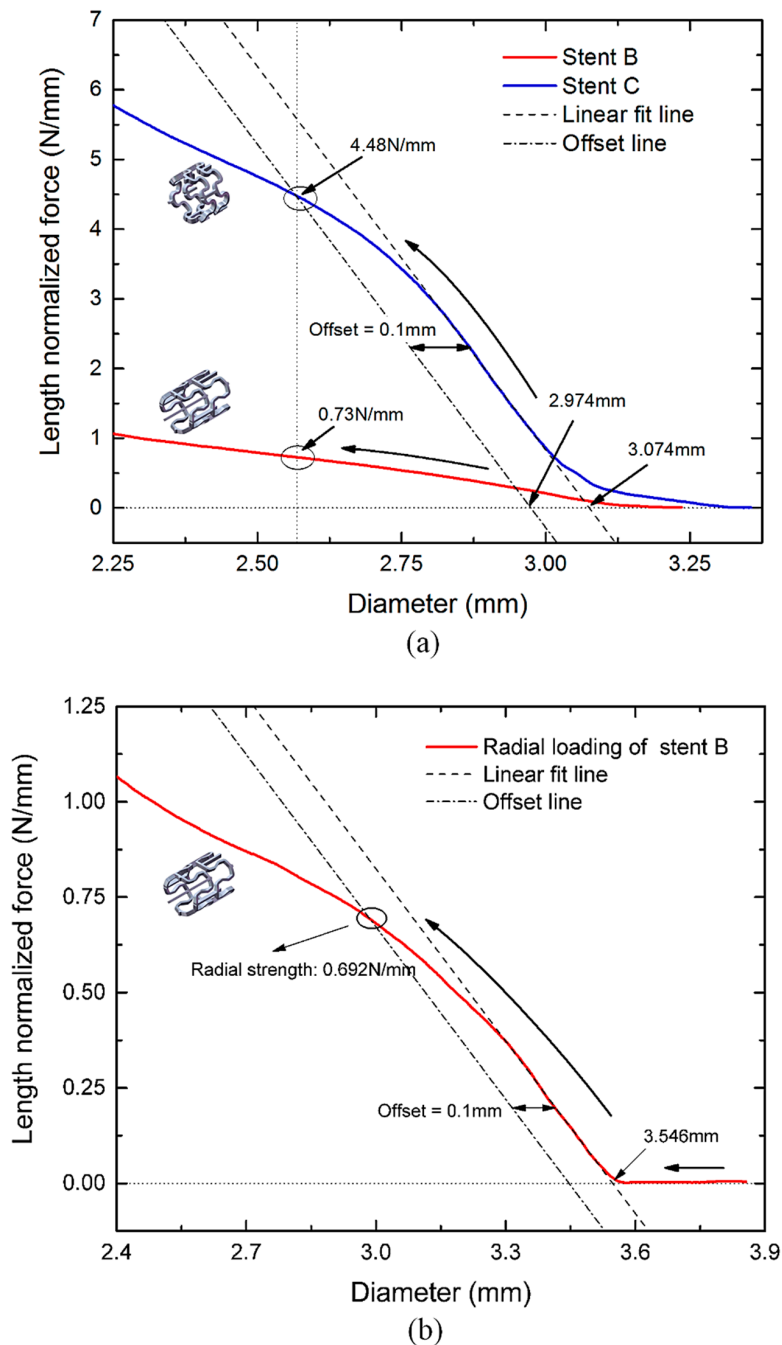 7
6
5
4
3
2
1
0
Length normalized force (N/mm)
Stent B
Stent C
Linear fit line
Offset line
4.48N/mm
Offset = 0.1mm
2.974mm
0.73N/mm
3.074mm
2.25 2.50 2.75 3.00 3.25
Diameter (mm)
(a)
1.25
1.00
0.75
0.50
0.25
0.00
Length normalized force (N/mm)
Radial loading of stent B
Linear fit line
Offset line
Radial strength: 0.692N/mm
Offset = 0.1mm
3.546mm
2.4 2.7 3.0 3.3 3.6 3.9
Diameter (mm)
(b)